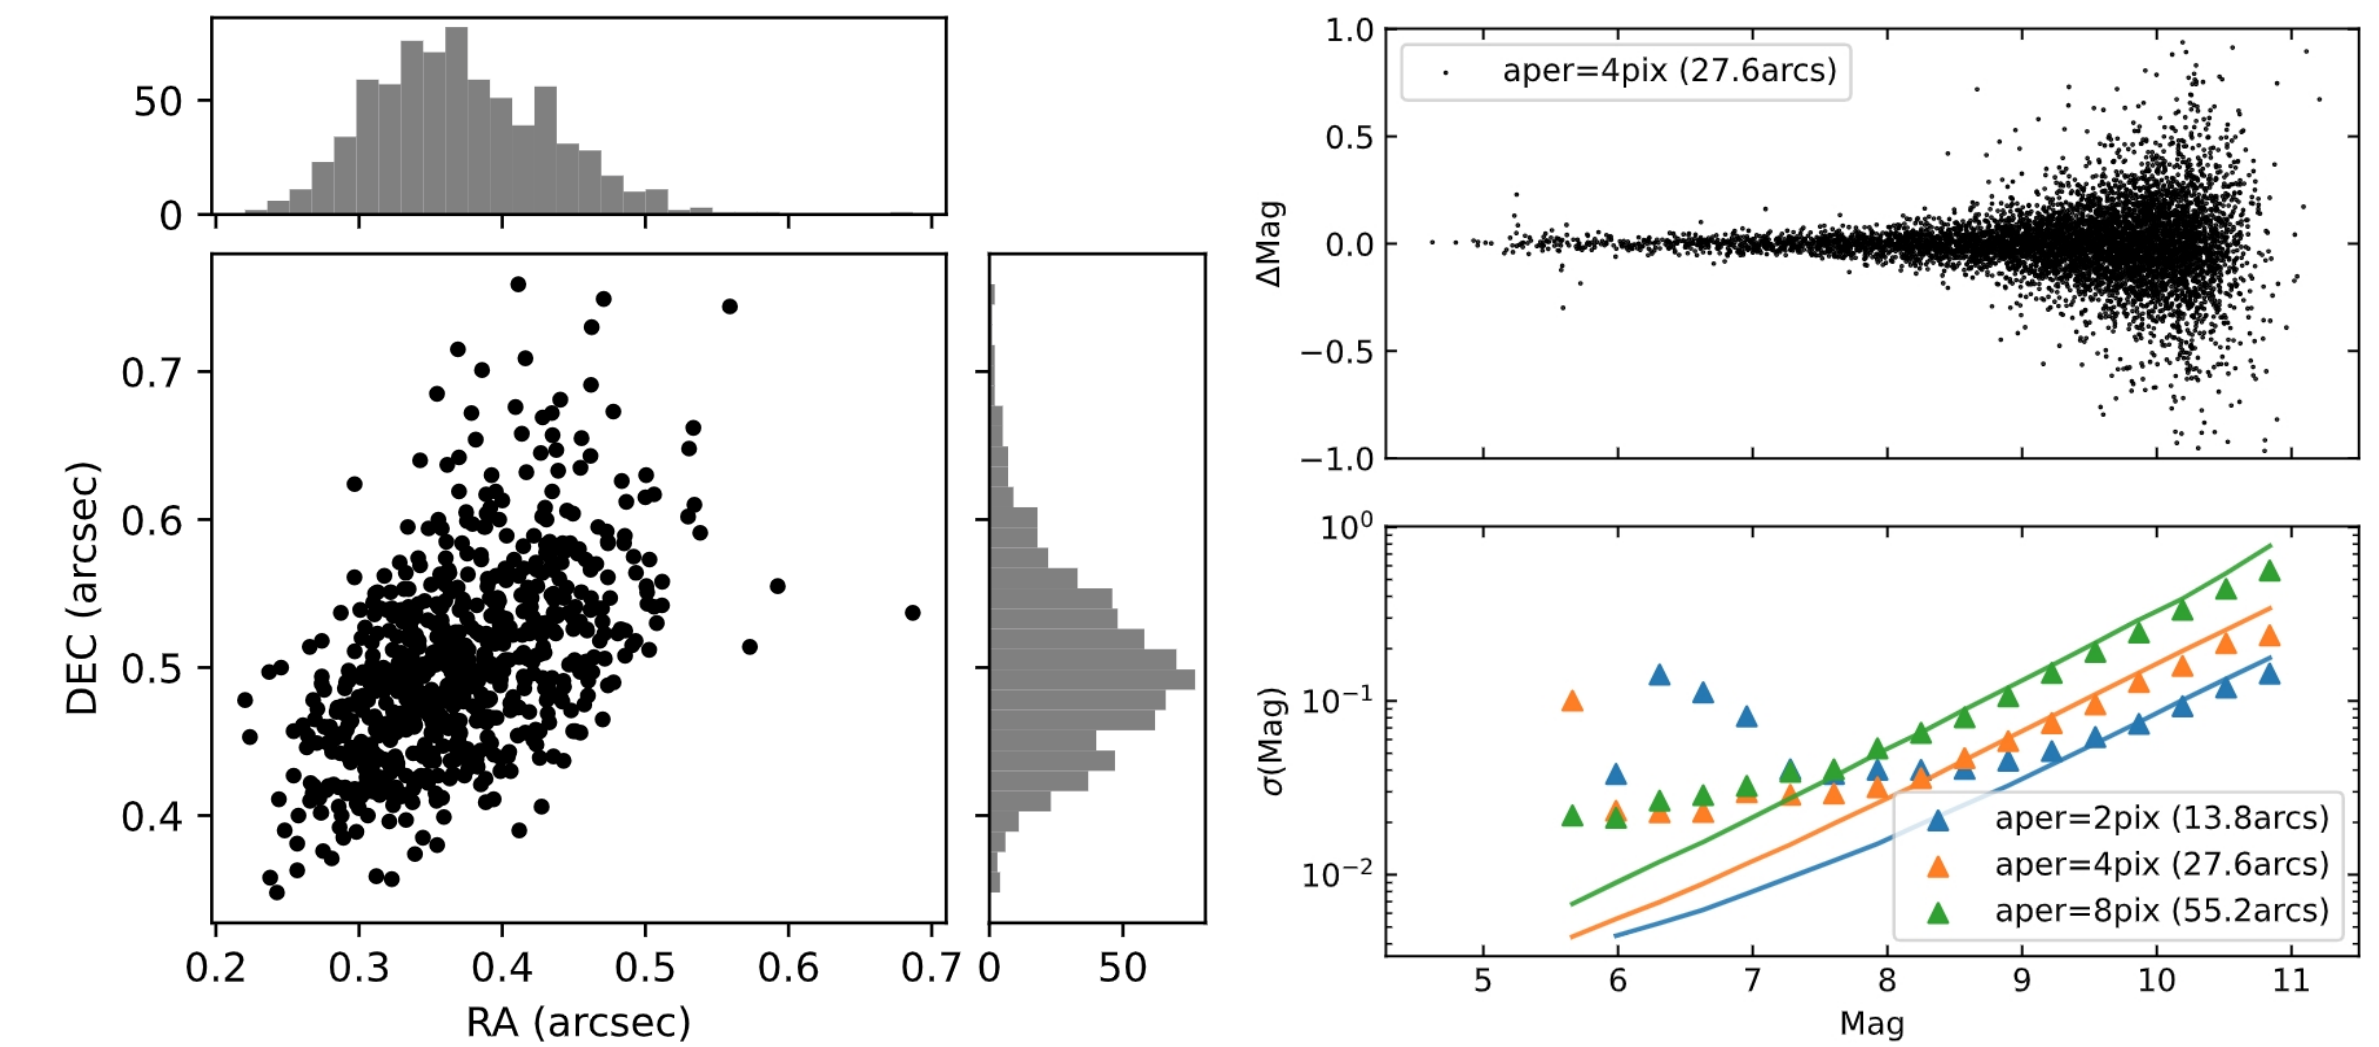 50
0
DEC (arcsec)
0.7
0.6
0.5
0.4
0.2 0.3 0.4 0.5 0.6 0.7
RA (arcsec)
0 50
aper=4pix (27.6arcs)
ΔMag
1.0
0.5
0.0
−0.5
−1.0
σ(Mag)
10⁰
10⁻¹
10⁻²
aper=2pix (13.8arcs)
aper=4pix (27.6arcs)
aper=8pix (55.2arcs)
5 6 7 8 9 10 11
Mag